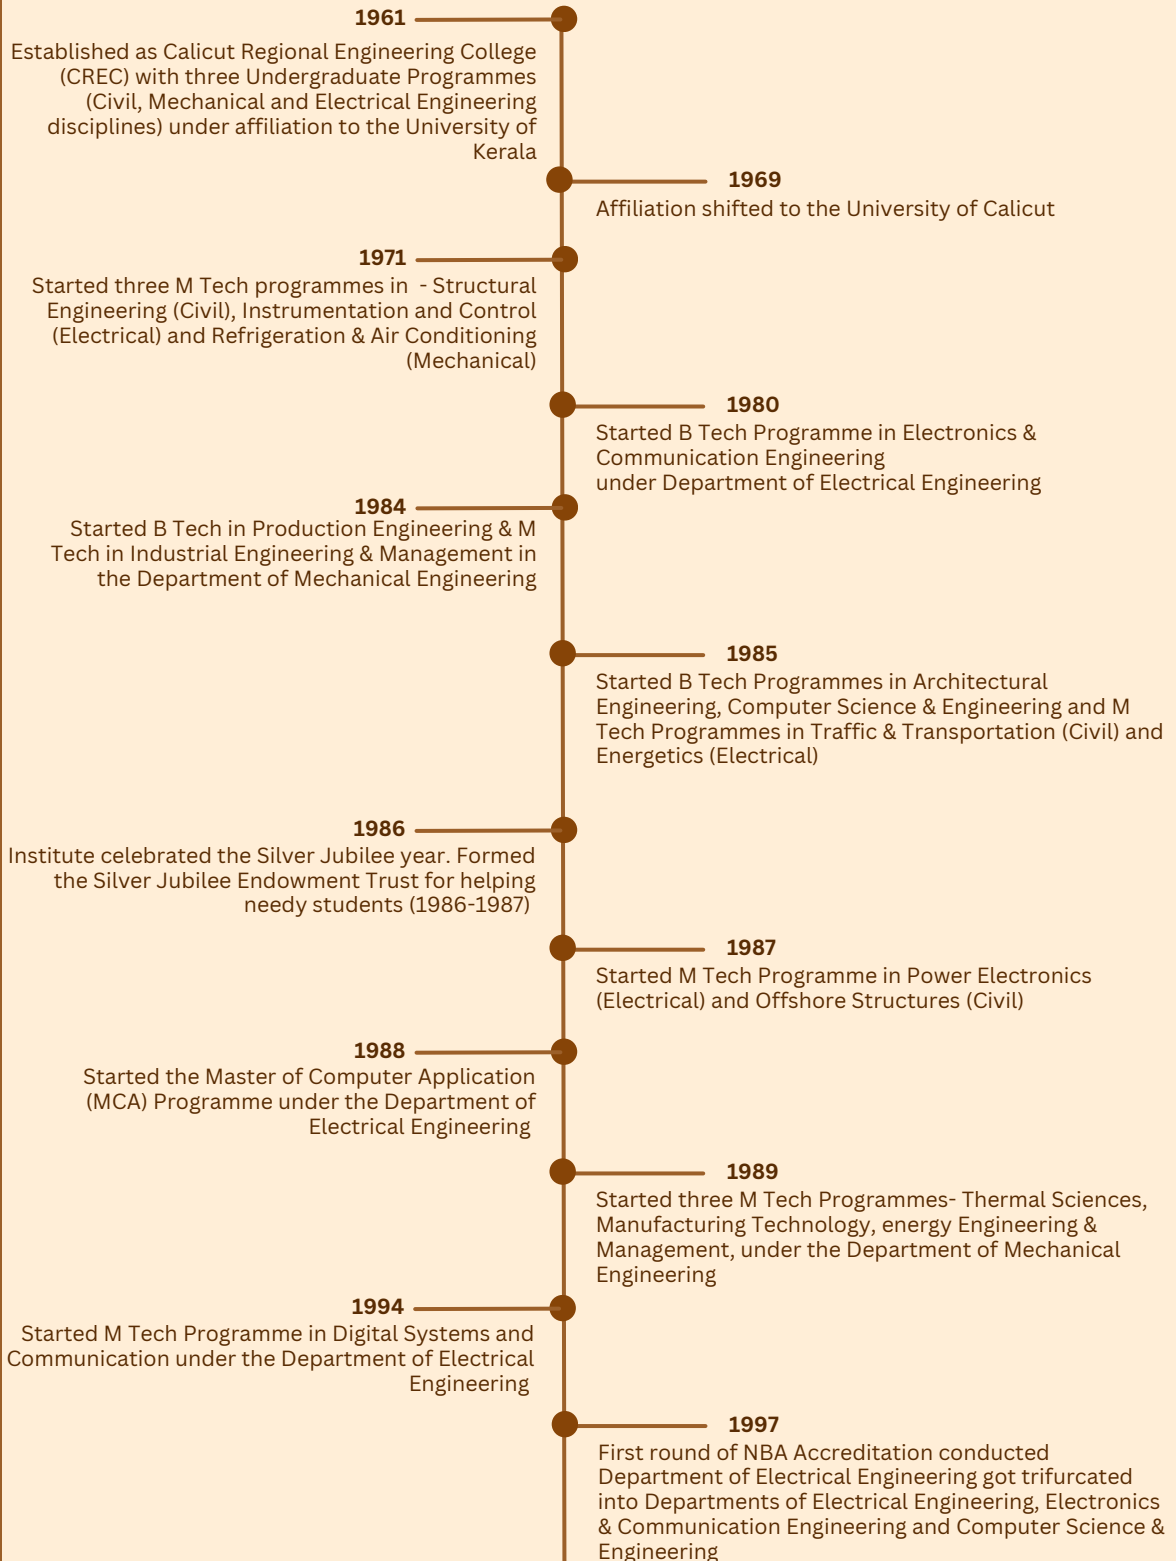 1961
Established as Calicut Regional Engineering College
(CREC) with three Undergraduate Programmes
(Civil, Mechanical and Electrical Engineering
disciplines) under affiliation to the University of
Kerala
1969
Affiliation shifted to the University of Calicut
1971
Started three M Tech programmes in - Structural
Engineering (Civil), Instrumentation and Control
(Electrical) and Refrigeration & Air Conditioning
(Mechanical)
1980
Started B Tech Programme in Electronics &
Communication Engineering
under Department of Electrical Engineering
1984
Started B Tech in Production Engineering & M
Tech in Industrial Engineering & Management in
the Department of Mechanical Engineering
1985
Started B Tech Programmes in Architectural
Engineering, Computer Science & Engineering and M
Tech Programmes in Traffic & Transportation (Civil) and
Energetics (Electrical)
1986
Institute celebrated the Silver Jubilee year. Formed
the Silver Jubilee Endowment Trust for helping
needy students (1986-1987)
1987
Started M Tech Programme in Power Electronics
(Electrical) and Offshore Structures (Civil)
1988
Started the Master of Computer Application
(MCA) Programme under the Department of
Electrical Engineering
1989
Started three M Tech Programmes- Thermal Sciences,
Manufacturing Technology, energy Engineering &
Management, under the Department of Mechanical
Engineering
1994
Started M Tech Programme in Digital Systems and
Communication under the Department of Electrical
Engineering
1997
First round of NBA Accreditation conducted
Department of Electrical Engineering got trifurcated
into Departments of Electrical Engineering, Electronics
& Communication Engineering and Computer Science &
Engineering